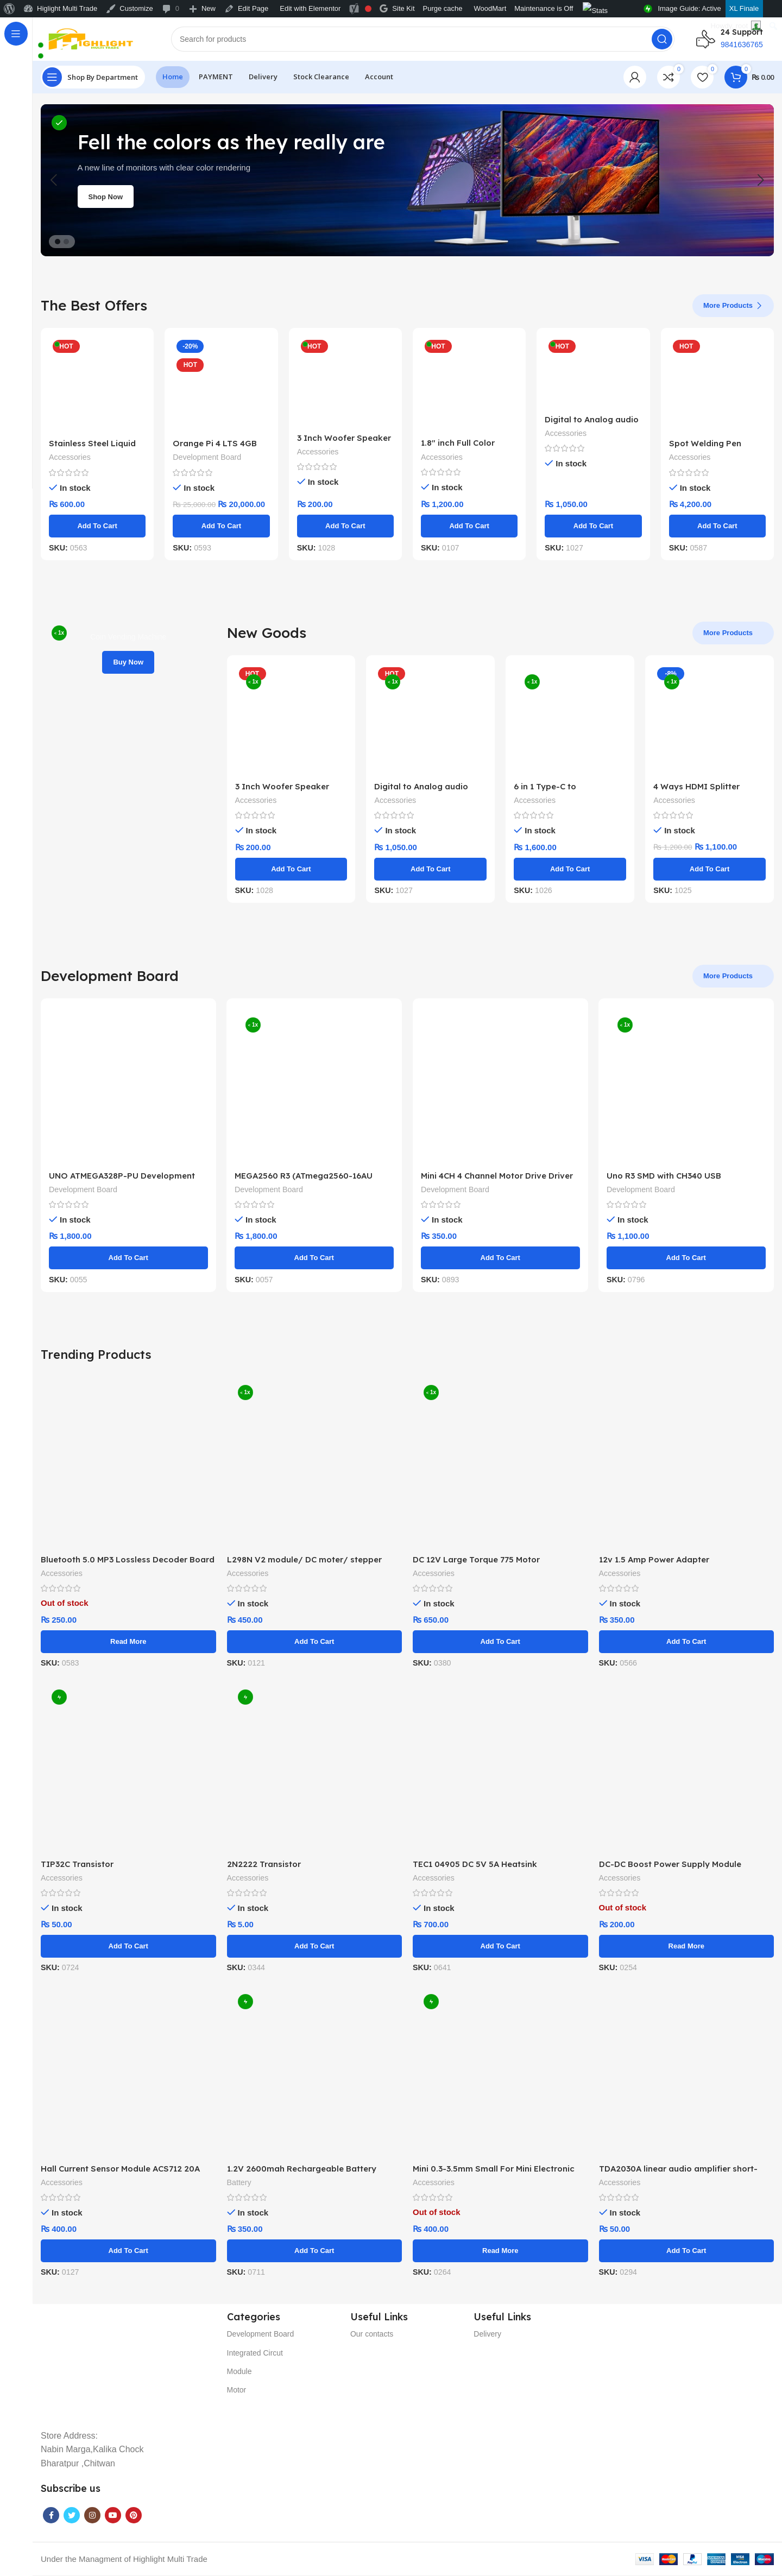 Higlight Multi Trade Customize 0 New Edit Page Edit with Elementor Site Kit Purge cache WoodMart Maintenance is Off Stats Image Guide: Active XL Finale
HIGHLIGHT
Search for products
24 Support
9841636765
Shop By Department
Home PAYMENT Delivery Stock Clearance Account
0 0 0 ₨ 0.00
Fell the colors as they really are
A new line of monitors with clear color rendering
Shop Now
The Best Offers
More Products
HOT
-20%
HOT
HOT
HOT
HOT
HOT
Stainless Steel Liquid
Accessories
In stock
₨ 600.00
Add To Cart
SKU: 0563
Orange Pi 4 LTS 4GB
Development Board
In stock
₨ 25,000.00 ₨ 20,000.00
Add To Cart
SKU: 0593
3 Inch Woofer Speaker
Accessories
In stock
₨ 200.00
Add To Cart
SKU: 1028
1.8″ inch Full Color
Accessories
In stock
₨ 1,200.00
Add To Cart
SKU: 0107
Digital to Analog audio
Accessories
In stock
₨ 1,050.00
Add To Cart
SKU: 1027
Spot Welding Pen
Accessories
In stock
₨ 4,200.00
Add To Cart
SKU: 0587
- 1x
Buy Now
New Goods
More Products
HOT
- 1x
HOT
- 1x
- 1x
-8%
- 1x
3 Inch Woofer Speaker
Accessories
In stock
₨ 200.00
Add To Cart
SKU: 1028
Digital to Analog audio
Accessories
In stock
₨ 1,050.00
Add To Cart
SKU: 1027
6 in 1 Type-C to
Accessories
In stock
₨ 1,600.00
Add To Cart
SKU: 1026
4 Ways HDMI Splitter
Accessories
In stock
₨ 1,200.00 ₨ 1,100.00
Add To Cart
SKU: 1025
Development Board
More Products
- 1x
- 1x
UNO ATMEGA328P-PU Development
Development Board
In stock
₨ 1,800.00
Add To Cart
SKU: 0055
MEGA2560 R3 (ATmega2560-16AU
Development Board
In stock
₨ 1,800.00
Add To Cart
SKU: 0057
Mini 4CH 4 Channel Motor Drive Driver
Development Board
In stock
₨ 350.00
Add To Cart
SKU: 0893
Uno R3 SMD with CH340 USB
Development Board
In stock
₨ 1,100.00
Add To Cart
SKU: 0796
Trending Products
- 1x
- 1x
Bluetooth 5.0 MP3 Lossless Decoder Board
Accessories
Out of stock
₨ 250.00
Read More
SKU: 0583
L298N V2 module/ DC moter/ stepper
Accessories
In stock
₨ 450.00
Add To Cart
SKU: 0121
DC 12V Large Torque 775 Motor
Accessories
In stock
₨ 650.00
Add To Cart
SKU: 0380
12v 1.5 Amp Power Adapter
Accessories
In stock
₨ 350.00
Add To Cart
SKU: 0566
TIP32C Transistor
Accessories
In stock
₨ 50.00
Add To Cart
SKU: 0724
2N2222 Transistor
Accessories
In stock
₨ 5.00
Add To Cart
SKU: 0344
TEC1 04905 DC 5V 5A Heatsink
Accessories
In stock
₨ 700.00
Add To Cart
SKU: 0641
DC-DC Boost Power Supply Module
Accessories
Out of stock
₨ 200.00
Read More
SKU: 0254
Hall Current Sensor Module ACS712 20A
Accessories
In stock
₨ 400.00
Add To Cart
SKU: 0127
1.2V 2600mah Rechargeable Battery
Battery
In stock
₨ 350.00
Add To Cart
SKU: 0711
Mini 0.3-3.5mm Small For Mini Electronic
Accessories
Out of stock
₨ 400.00
Read More
SKU: 0264
TDA2030A linear audio amplifier short-
Accessories
In stock
₨ 50.00
Add To Cart
SKU: 0294
Categories
Development Board
Integrated Circut
Module
Motor
Useful Links
Our contacts
Useful Links
Delivery
Store Address:
Nabin Marga,Kalika Chock
Bharatpur ,Chitwan
Subscribe us
Under the Managment of Highlight Multi Trade
VISA PayPal VISA